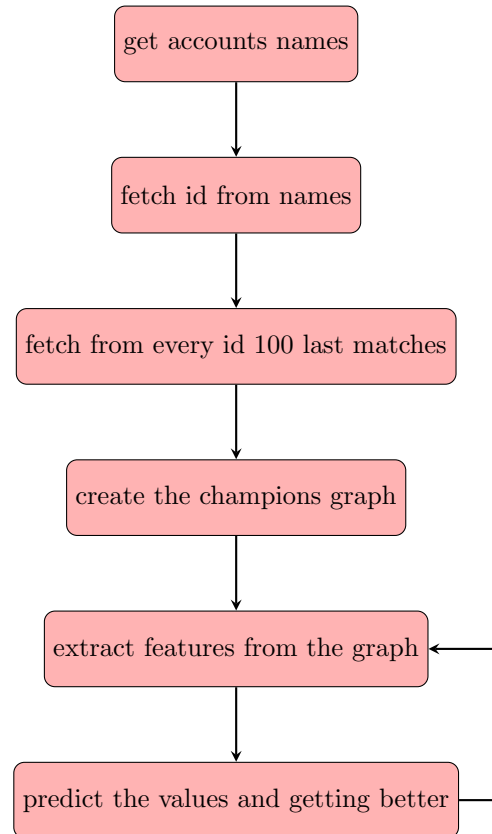 get accounts names
fetch id from names
fetch from every id 100 last matches
create the champions graph
extract features from the graph
predict the values and getting better